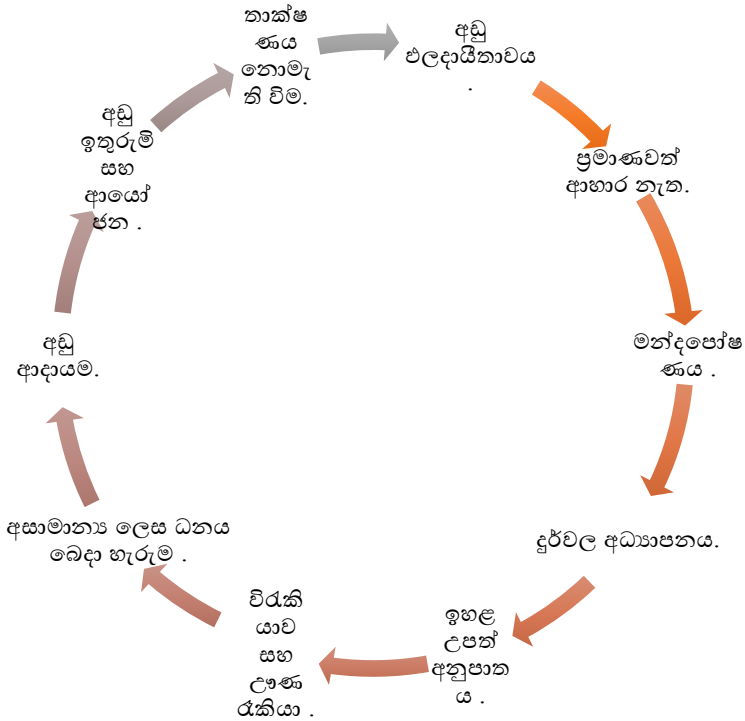 තාක්ෂ
ණය
නොමැ
ති විම.
අඩු
ඵලදායීතාවය
.
ප්‍රමාණවත්
ආහාර නැත.
මන්දපෝෂ
ණය .
දුර්වල අධ්‍යාපනය.
ඉහළ
උපත්
අනුපාත
ය .
විරැකි
යාව
සහ
ඌණ
රැකියා .
අසාමාන්‍ය ලෙස ධනය
බෙදා හැරුම .
අඩු
ආදායම.
අඩු
ඉතුරුම්
සහ
ආයෝ
ජන .